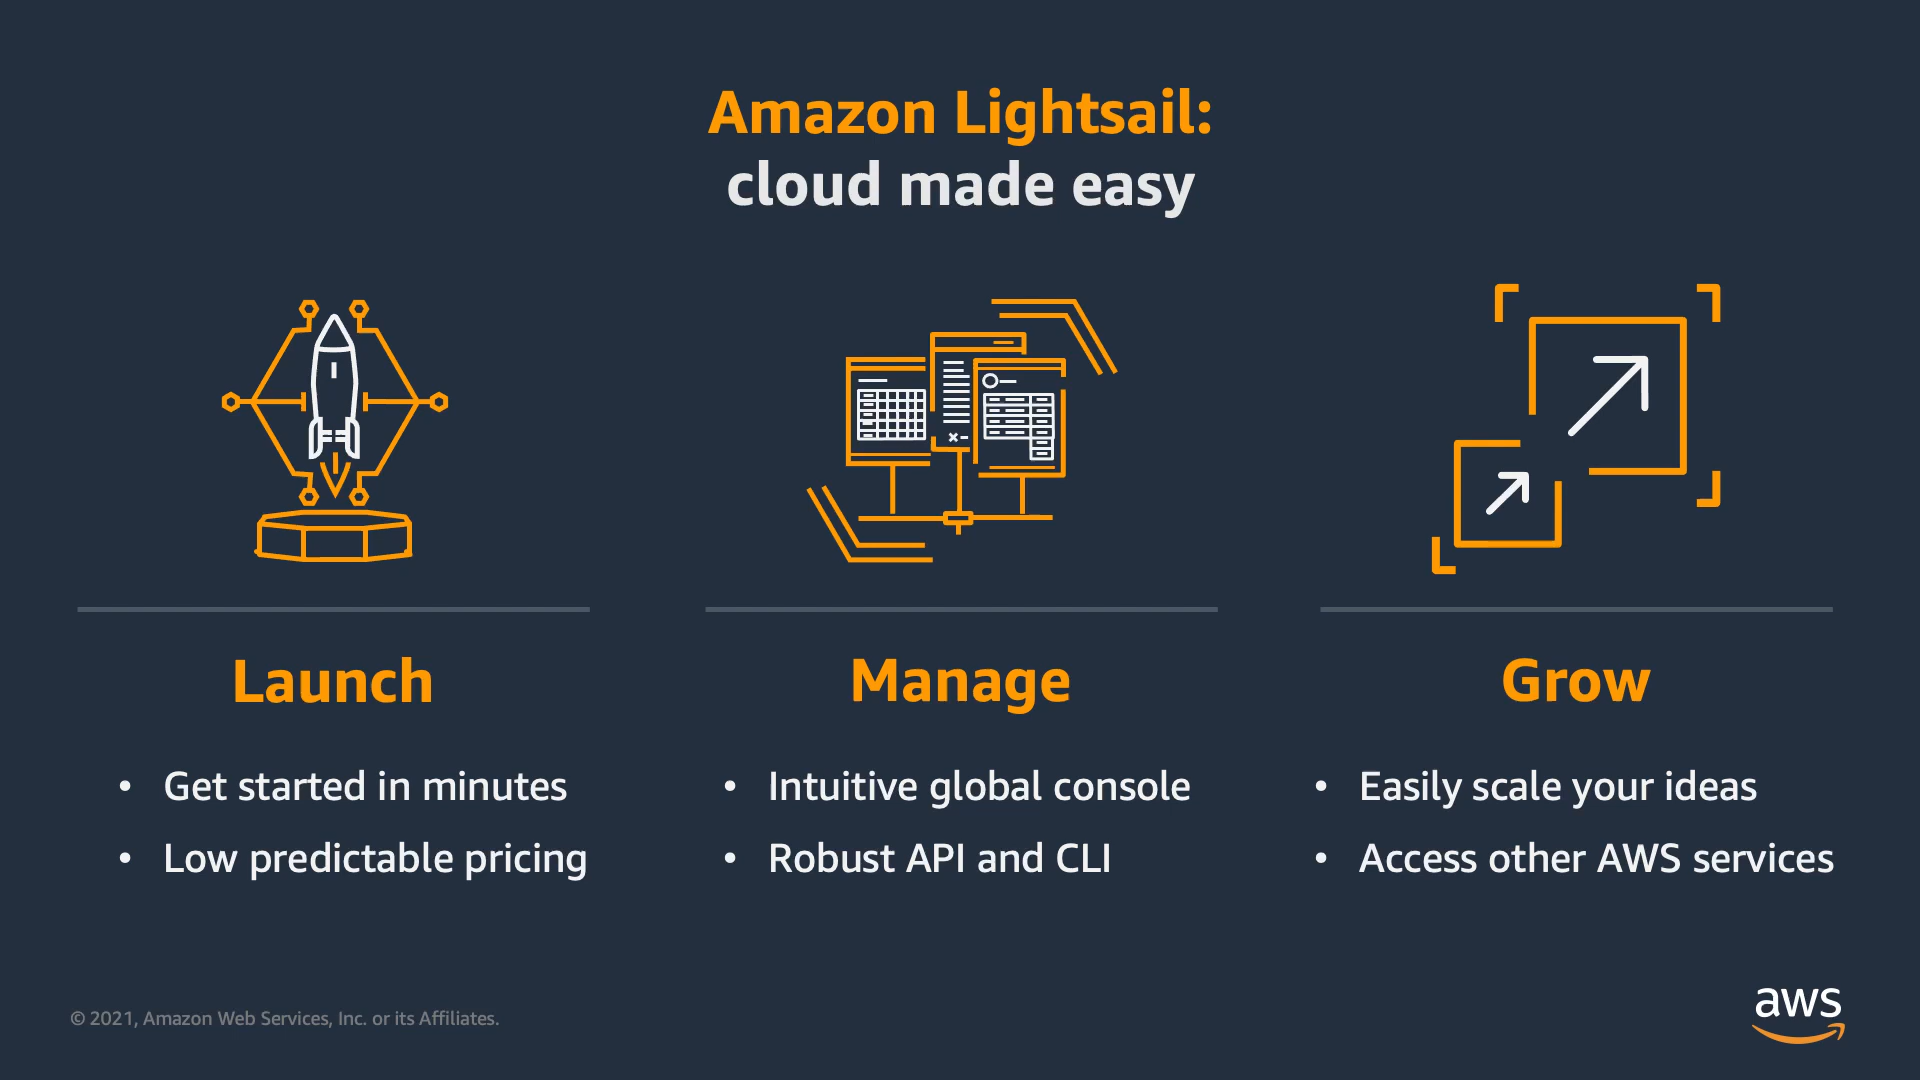 Amazon Lightsail:
cloud made easy
Launch
• Get started in minutes
• Low predictable pricing
Manage
• Intuitive global console
• Robust API and CLI
Grow
• Easily scale your ideas
• Access other AWS services
© 2021, Amazon Web Services, Inc. or its Affiliates.
aws